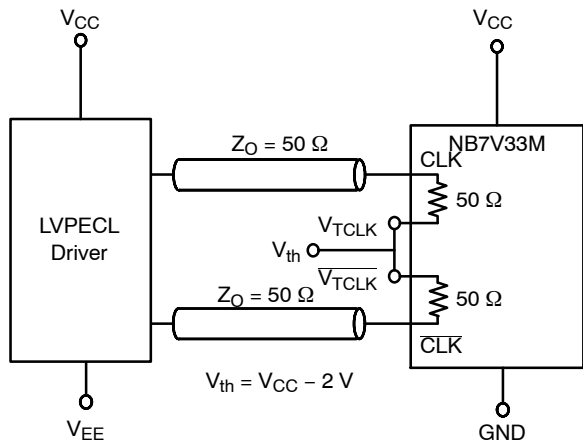 VCC
VCC
NB7V33M
ZO = 50 Ω
CLK
50 Ω
LVPECL
Driver
VTCLK
Vth
VTCLK
ZO = 50 Ω
50 Ω
CLK
Vth = VCC − 2 V
VEE
GND